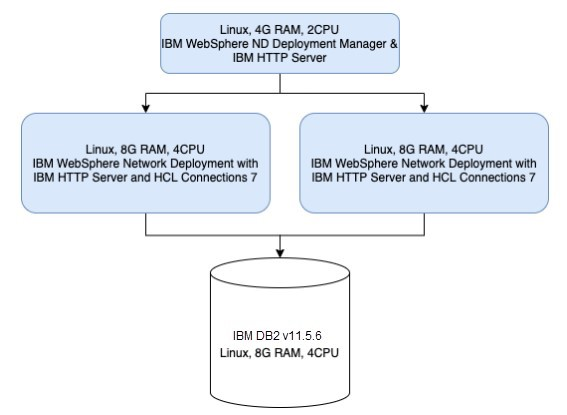 Linux, 4G RAM, 2CPU
IBM WebSphere ND Deployment Manager &
IBM HTTP Server
Linux, 8G RAM, 4CPU
IBM WebSphere Network Deployment with
IBM HTTP Server and HCL Connections 7
Linux, 8G RAM, 4CPU
IBM WebSphere Network Deployment with
IBM HTTP Server and HCL Connections 7
IBM DB2 v11.5.6
Linux, 8G RAM, 4CPU